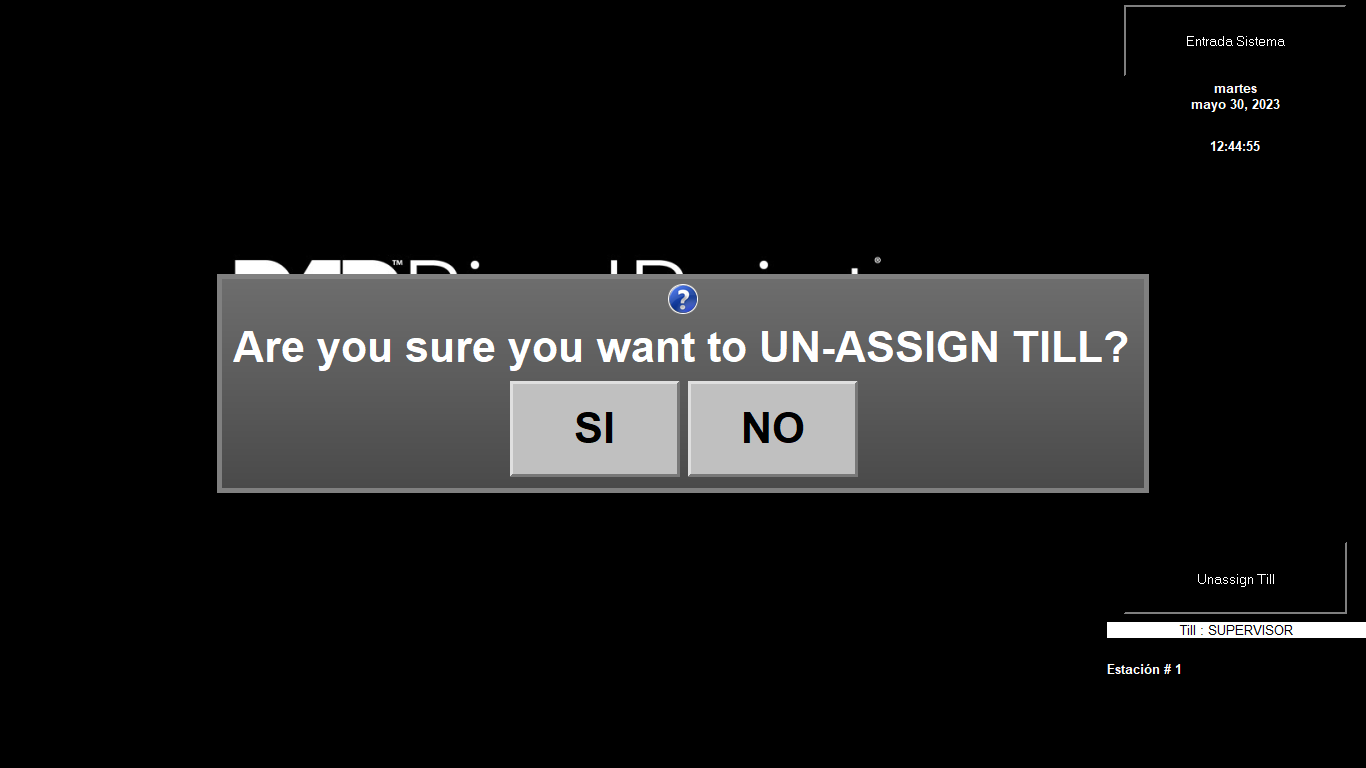 Entrada Sistema
martes
mayo 30, 2023
12:44:55
™
®
Are you sure you want to UN-ASSIGN TILL?
SI
NO
Unassign Till
Till : SUPERVISOR
Estación # 1